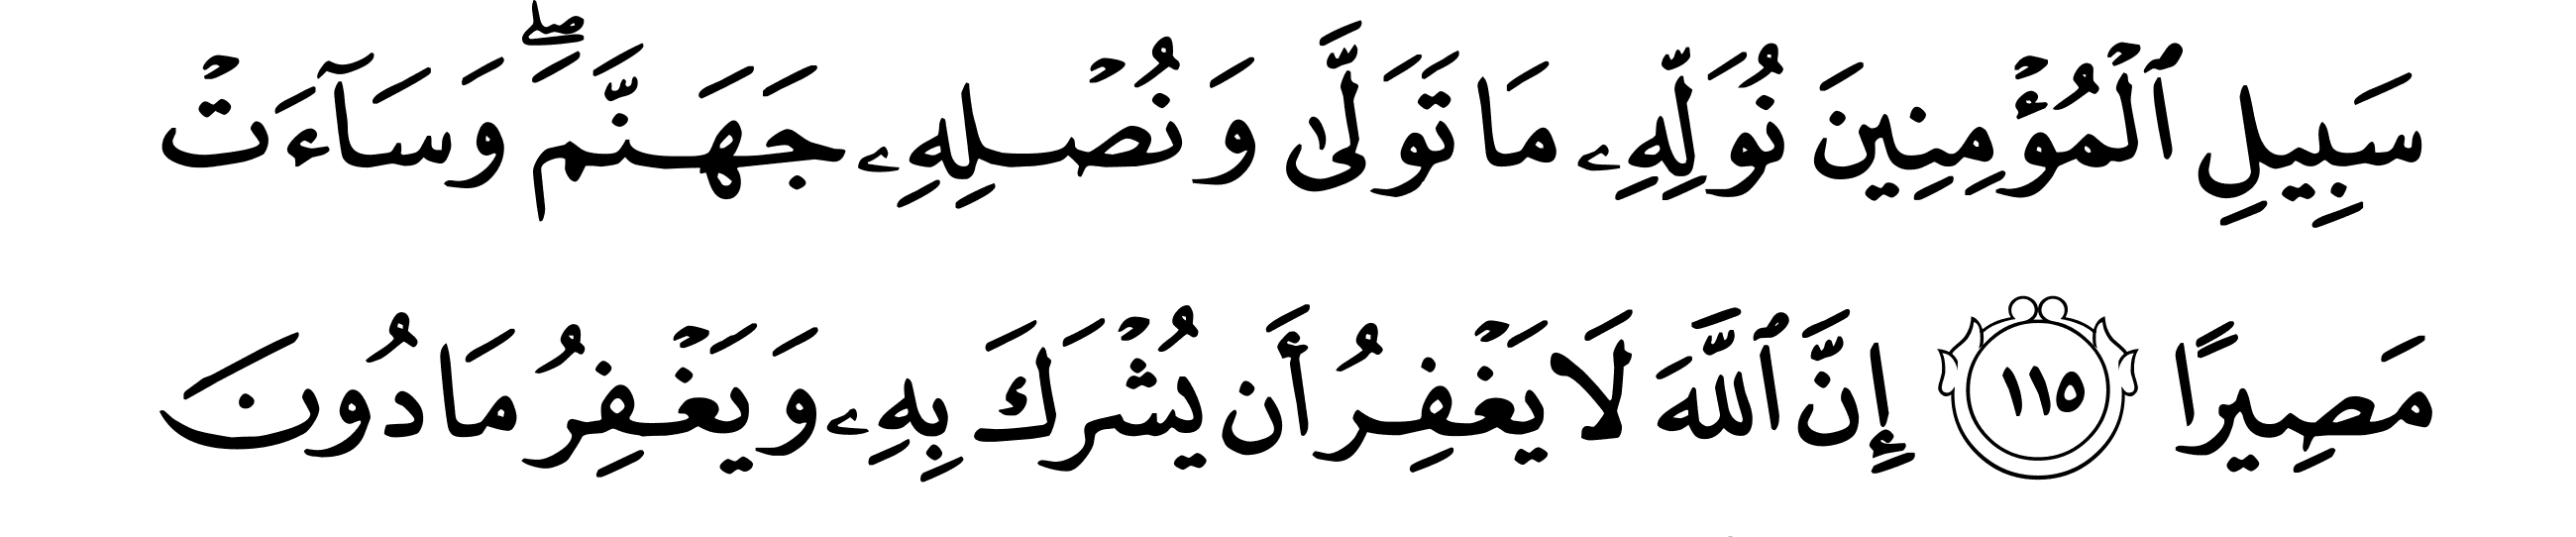 سَبِيلِ ٱلْمُؤْمِنِينَ نُوَلِّهِۦ مَا تَوَلَّىٰ وَنُصْلِهِۦ جَهَنَّمَ ۖ وَسَآءَتْ
مَصِيرًا ١١٥ إِنَّ ٱللَّهَ لَا يَغْفِرُ أَن يُشْرَكَ بِهِۦ وَيَغْفِرُ مَا دُونَ